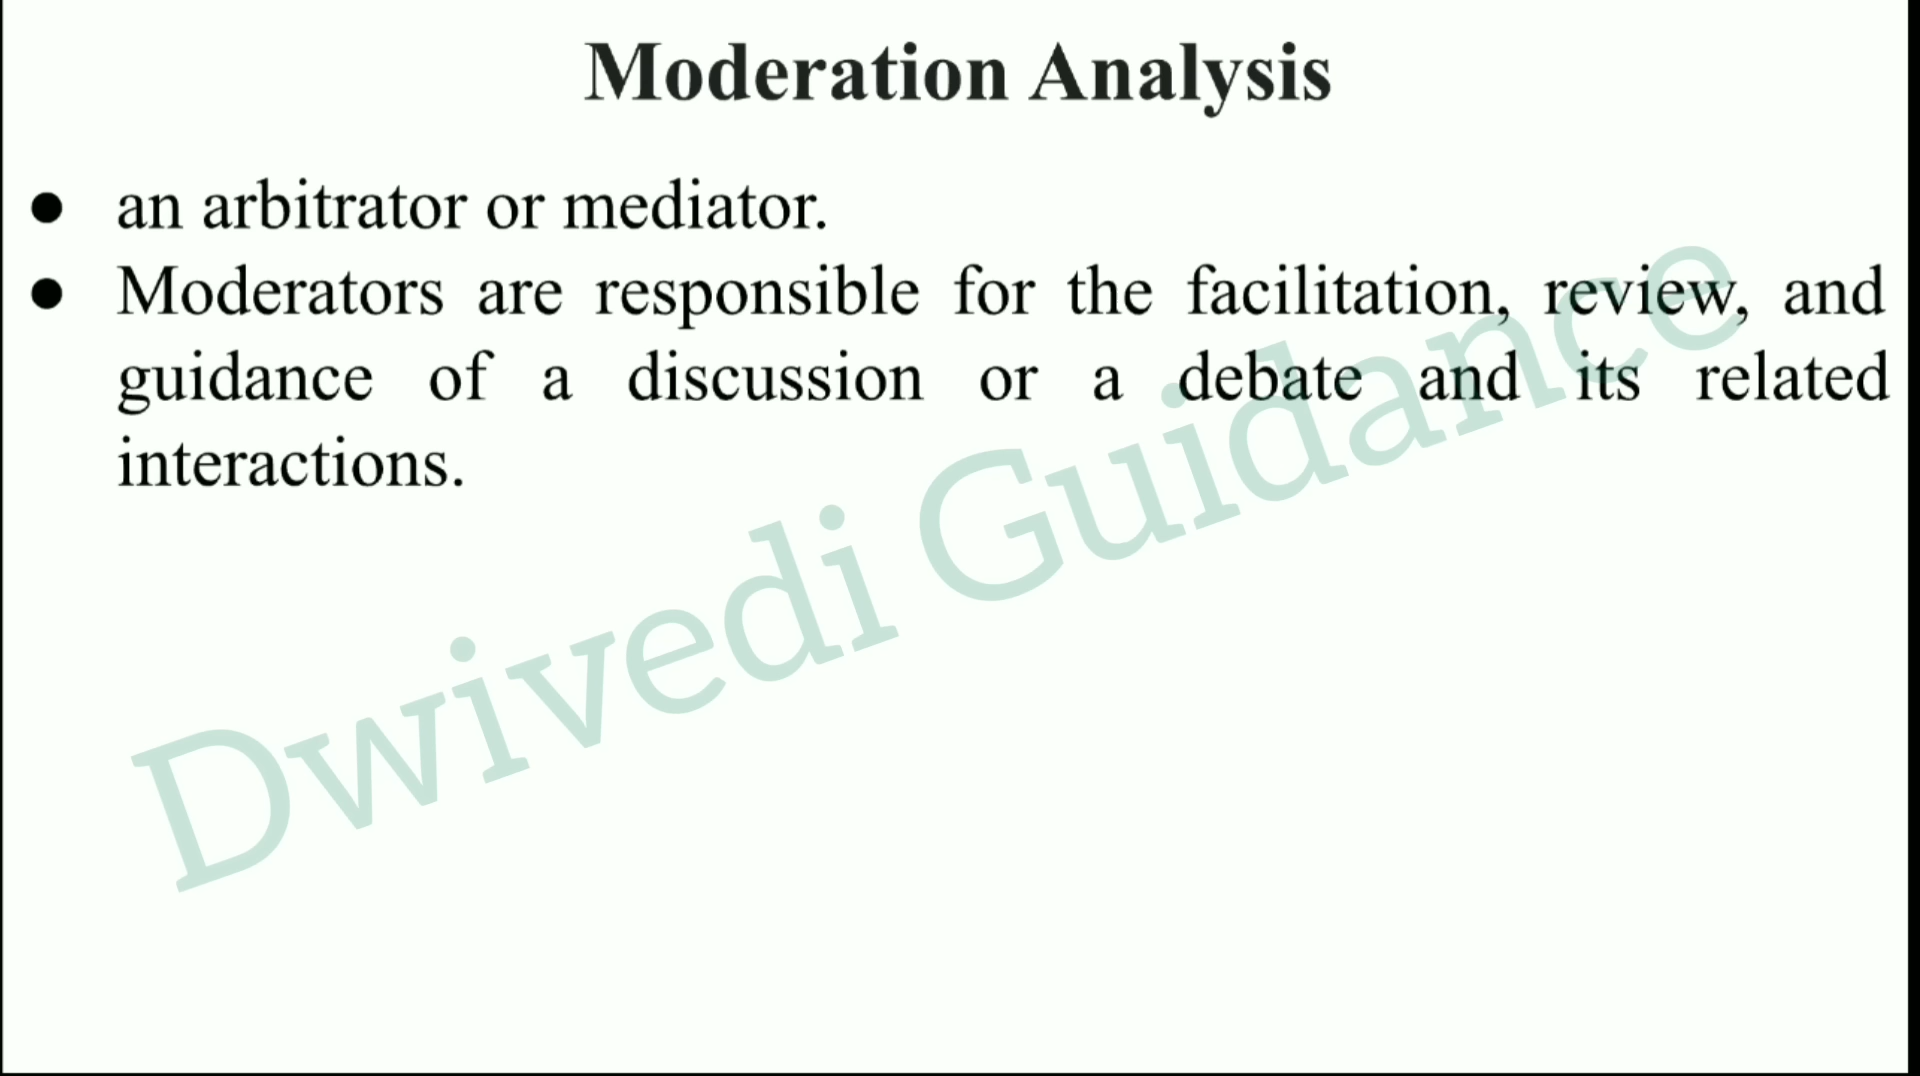 Moderation Analysis
● an arbitrator or mediator.
● Moderators are responsible for the facilitation, review, and
guidance of a discussion or a debate and its related
interactions.
Dwivedi Guidance